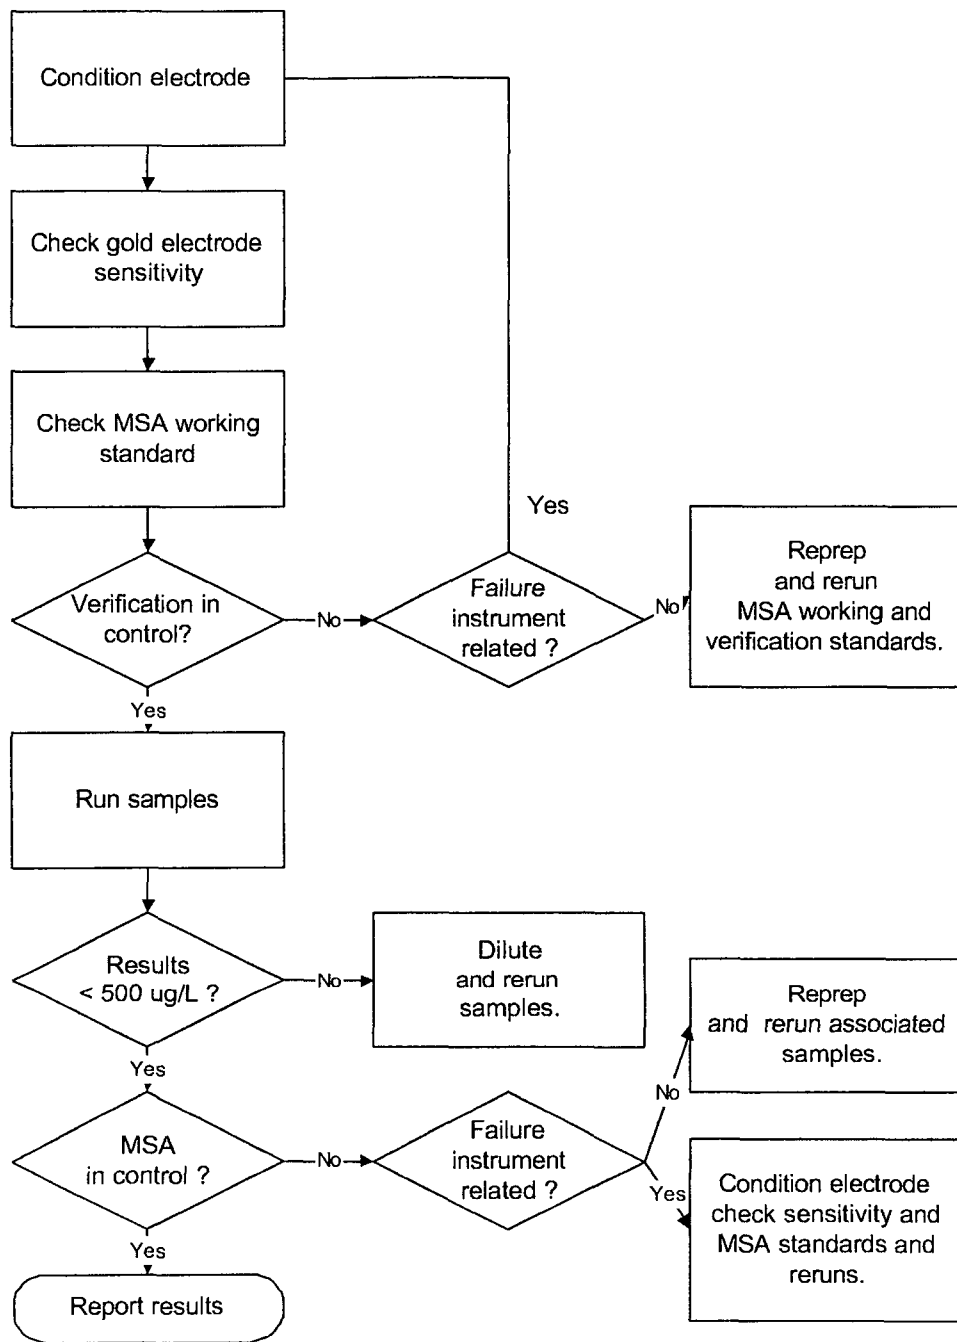 Condition electrode
Check gold electrode
sensitivity
Check MSA working
standard
Yes
Verification in
control?
No
Failure
instrument
related ?
No
Reprep
and rerun
MSA working and
verification standards.
Yes
Run samples
Results
< 500 ug/L ?
No
Dilute
and rerun
samples.
Yes
Reprep
and rerun associated
samples.
No
MSA
in control ?
No
Failure
instrument
related ?
Yes
Condition electrode
check sensitivity and
MSA standards and
reruns.
Yes
Report results